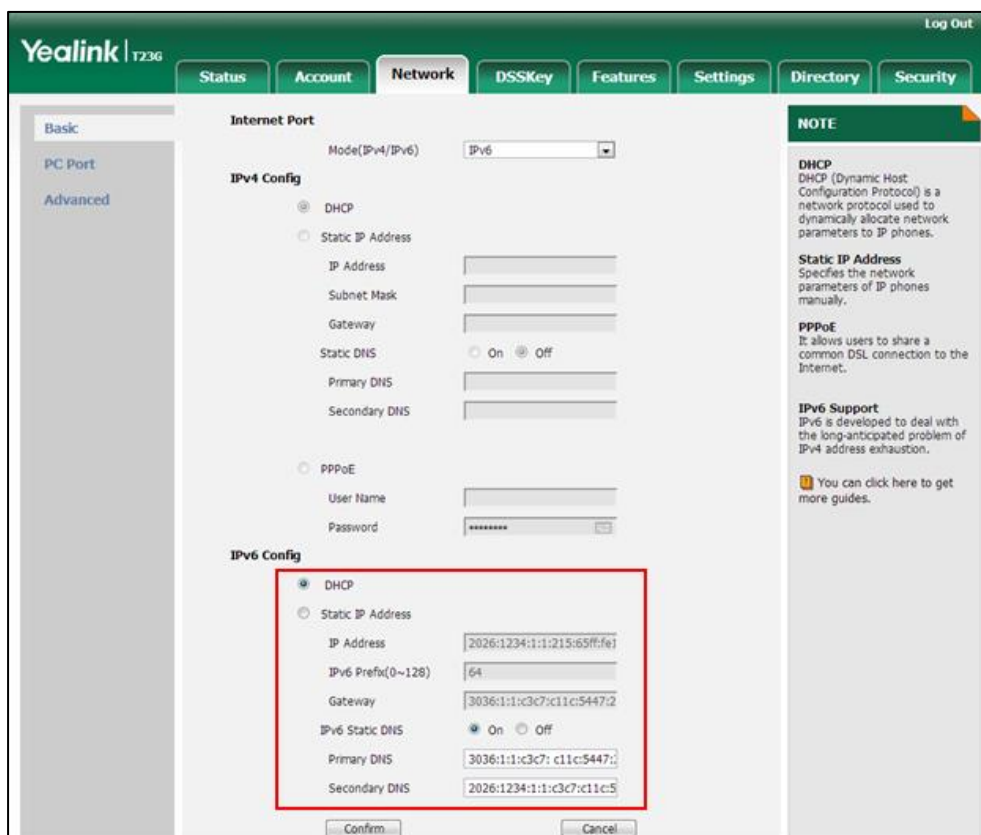 Log Out
Yealink | T23G
Status Account Network DSSKey Features Settings Directory Security
Basic
PC Port
Advanced
Internet Port
Mode(IPv4/IPv6) IPv6
IPv4 Config
DHCP
Static IP Address
IP Address
Subnet Mask
Gateway
Static DNS On Off
Primary DNS
Secondary DNS
PPPoE
User Name
Password ••••••••
IPv6 Config
DHCP
Static IP Address
IP Address 2026:1234:1:1:215:65ff:fe1
IPv6 Prefix(0~128) 64
Gateway 3036:1:1:c3c7:c11c:5447:2
IPv6 Static DNS On Off
Primary DNS 3036:1:1:c3c7: c11c:5447:2
Secondary DNS 2026:1234:1:1:c3c7:c11c:5
Confirm Cancel
NOTE
DHCP
DHCP (Dynamic Host
Configuration Protocol) is a
network protocol used to
dynamically allocate network
parameters to IP phones.
Static IP Address
Specifies the network
parameters of IP phones
manually.
PPPoE
It allows users to share a
common DSL connection to the
Internet.
IPv6 Support
IPv6 is developed to deal with
the long-anticipated problem of
IPv4 address exhaustion.
You can click here to get
more guides.